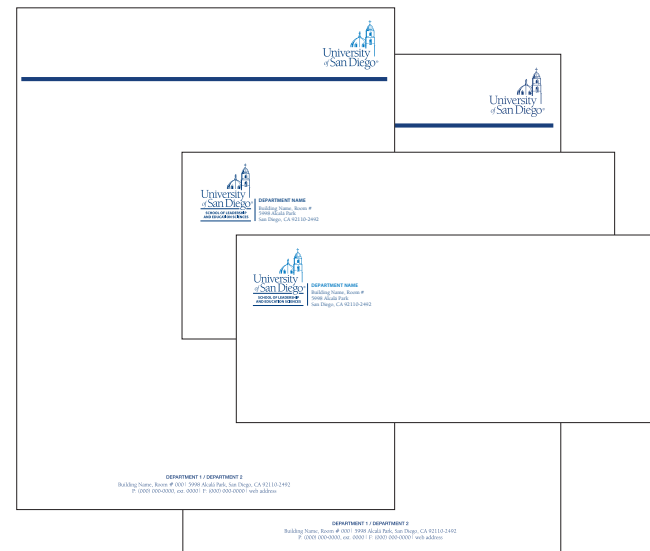 University
of San Diego®
University
of San Diego®
University
of San Diego®
SCHOOL OF LEADERSHIP
AND EDUCATION SCIENCES
DEPARTMENT NAME
Building Name, Room #
5998 Alcalá Park
San Diego, CA 92110-2492
University
of San Diego®
SCHOOL OF LEADERSHIP
AND EDUCATION SCIENCES
DEPARTMENT NAME
Building Name, Room #
5998 Alcalá Park
San Diego, CA 92110-2492
DEPARTMENT 1 / DEPARTMENT 2
Building Name, Room # 000 | 5998 Alcalá Park, San Diego, CA 92110-2492
P: (000) 000-0000, ext. 0000 | F: (000) 000-0000 | web address
DEPARTMENT 1 / DEPARTMENT 2
Building Name, Room # 000 | 5998 Alcalá Park, San Diego, CA 92110-2492
P: (000) 000-0000, ext. 0000 | F: (000) 000-0000 | web address